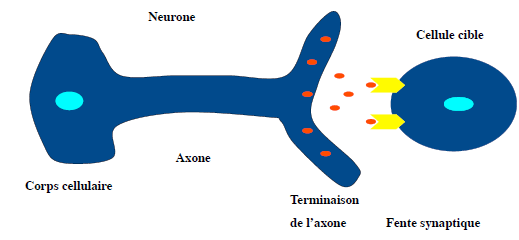 Neurone
Cellule cible
Axone
Corps cellulaire
Terminaison
de l'axone
Fente synaptique